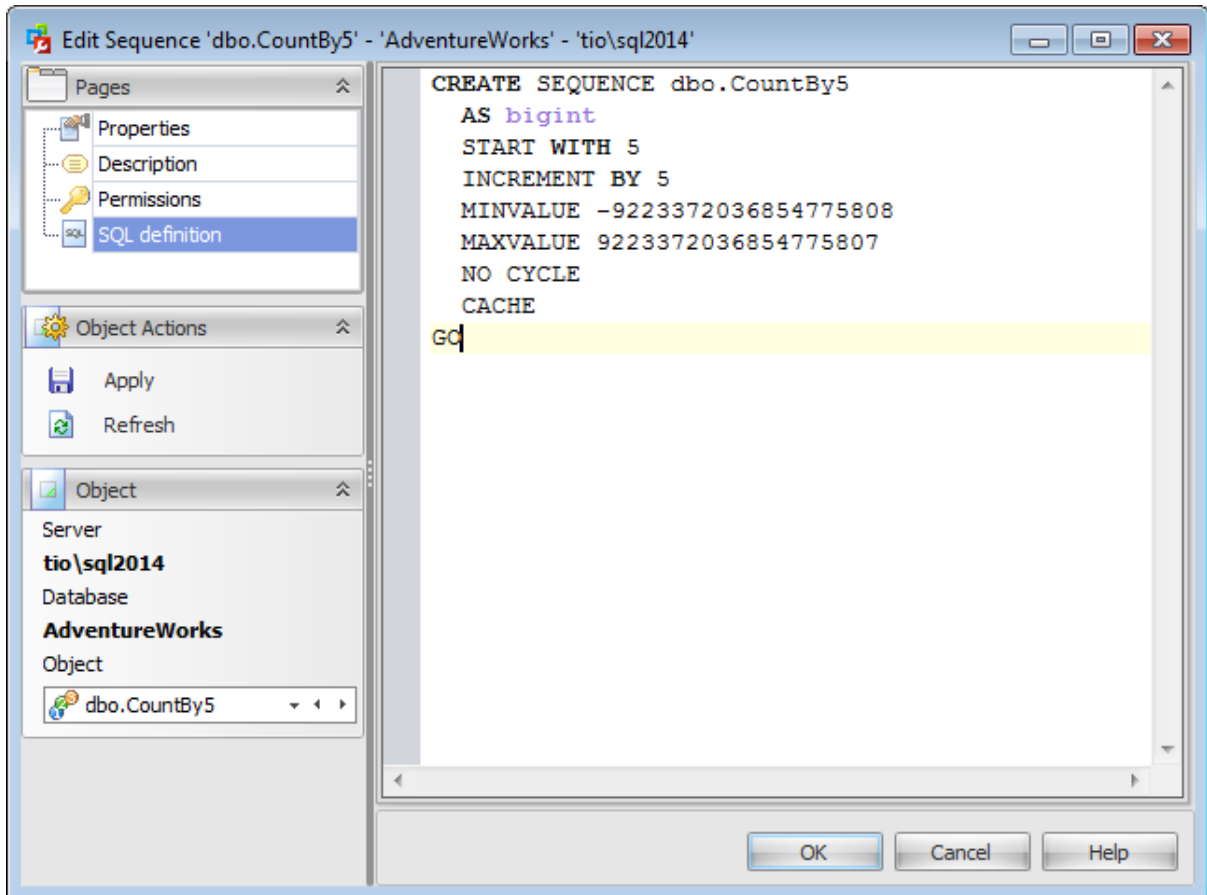 Edit Sequence 'dbo.CountBy5' - 'AdventureWorks' - 'tio\sql2014'
Pages
Properties
Description
Permissions
SQL definition
Object Actions
Apply
Refresh
Object
Server
tio\sql2014
Database
AdventureWorks
Object
dbo.CountBy5
CREATE SEQUENCE dbo.CountBy5
AS bigint
START WITH 5
INCREMENT BY 5
MINVALUE -9223372036854775808
MAXVALUE 9223372036854775807
NO CYCLE
CACHE
GO
OK Cancel Help